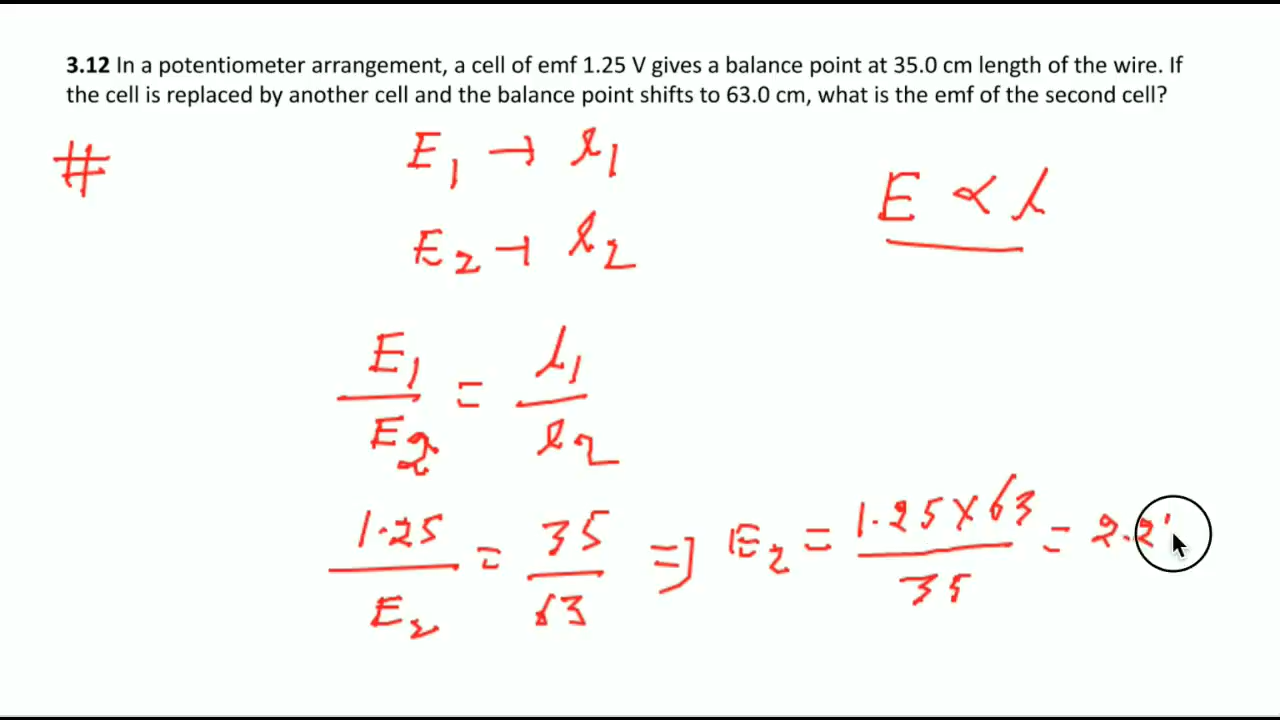 3.12 In a potentiometer arrangement, a cell of emf 1.25 V gives a balance point at 35.0 cm length of the wire. If
the cell is replaced by another cell and the balance point shifts to 63.0 cm, what is the emf of the second cell?
#
E₁ → l₁
E ∝ l
E₂ → l₂
E₁/E₂ = l₁/l₂
1.25/E₂ = 35/63 ⇒ E₂ = 1.25×63/35 = 2.2